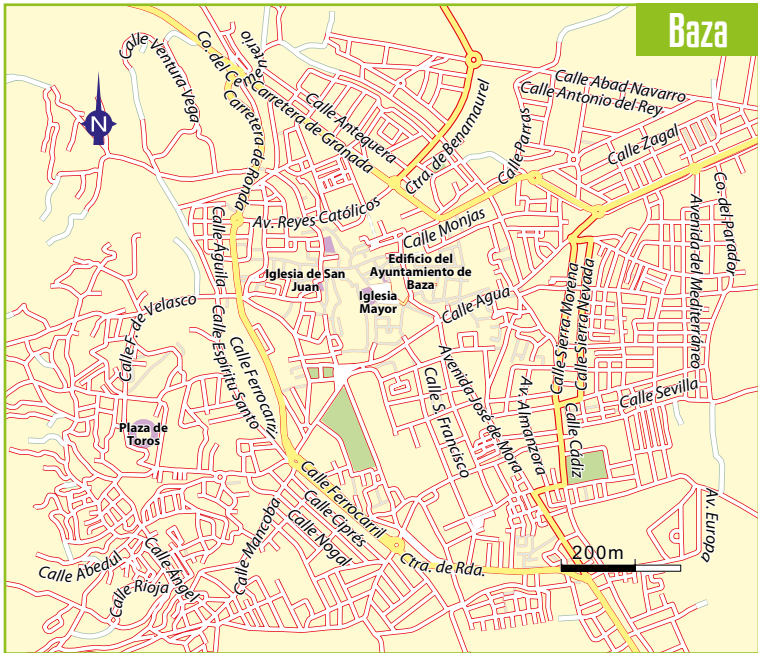 Baza
Calle Ventura Vega
Co. del Cementerio
Carretera de Granada
Carretera de Ronda
Calle Antequera
Ctra. de Benamaurel
Calle Abad Navarro
Calle Antonio del Rey
Calle Parras
Calle Zagal
N
Av. Reyes Católicos
Calle Monjas
Co. del Parador
Avenida del Mediterráneo
Calle Águila
Iglesia de San
Juan
Edificio del
Ayuntamiento de
Baza
Iglesia
Mayor
Calle Agua
Calle Sierra Morena
Calle Sierra Nevada
Calle F. de Velasco
Calle Espíritu Santo
Calle Ferrocarril
Calle S. Francisco
Avenida José de Mora
Av. Almanzora
Calle Sevilla
Calle Cádiz
Plaza de
Toros
Av. Europa
Calle Ferrocarril
Calle Ciprés
Calle Nogal
Calle Mancoba
Ctra. de Rda.
200m
Calle Abedul
Calle Ángel
Calle Rioja